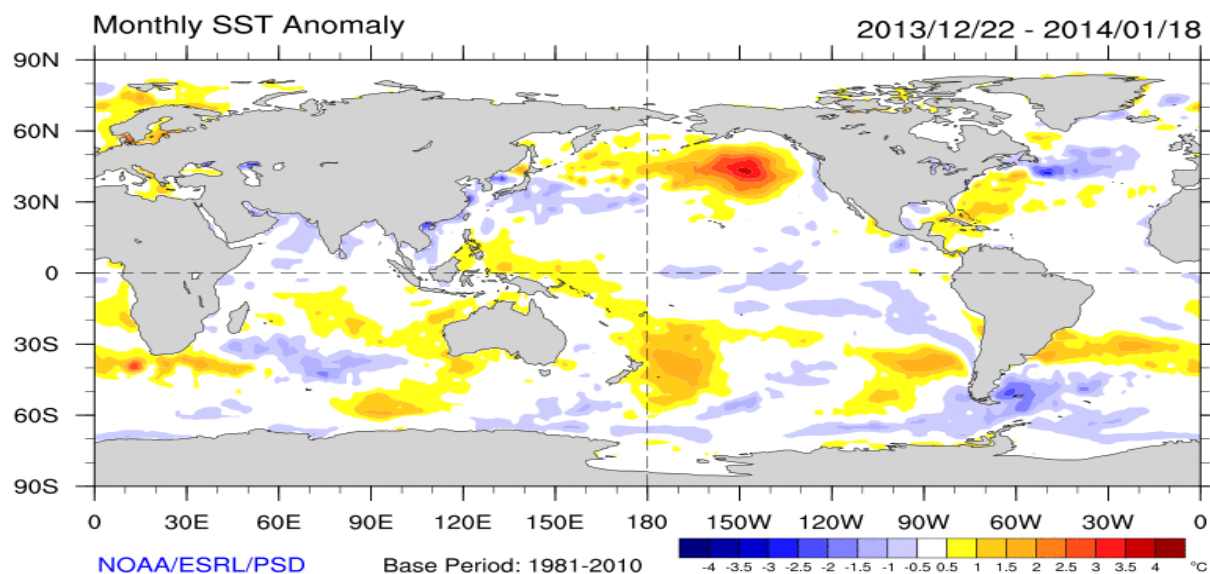 Monthly SST Anomaly 2013/12/22 - 2014/01/18
90N
60N
30N
0
30S
60S
90S
0 30E 60E 90E 120E 150E 180 150W 120W 90W 60W 30W 0
-4 -3.5 -3 -2.5 -2 -1.5 -1 -0.5 0.5 1 1.5 2 2.5 3 3.5 4 °C
NOAA/ESRL/PSD Base Period: 1981-2010